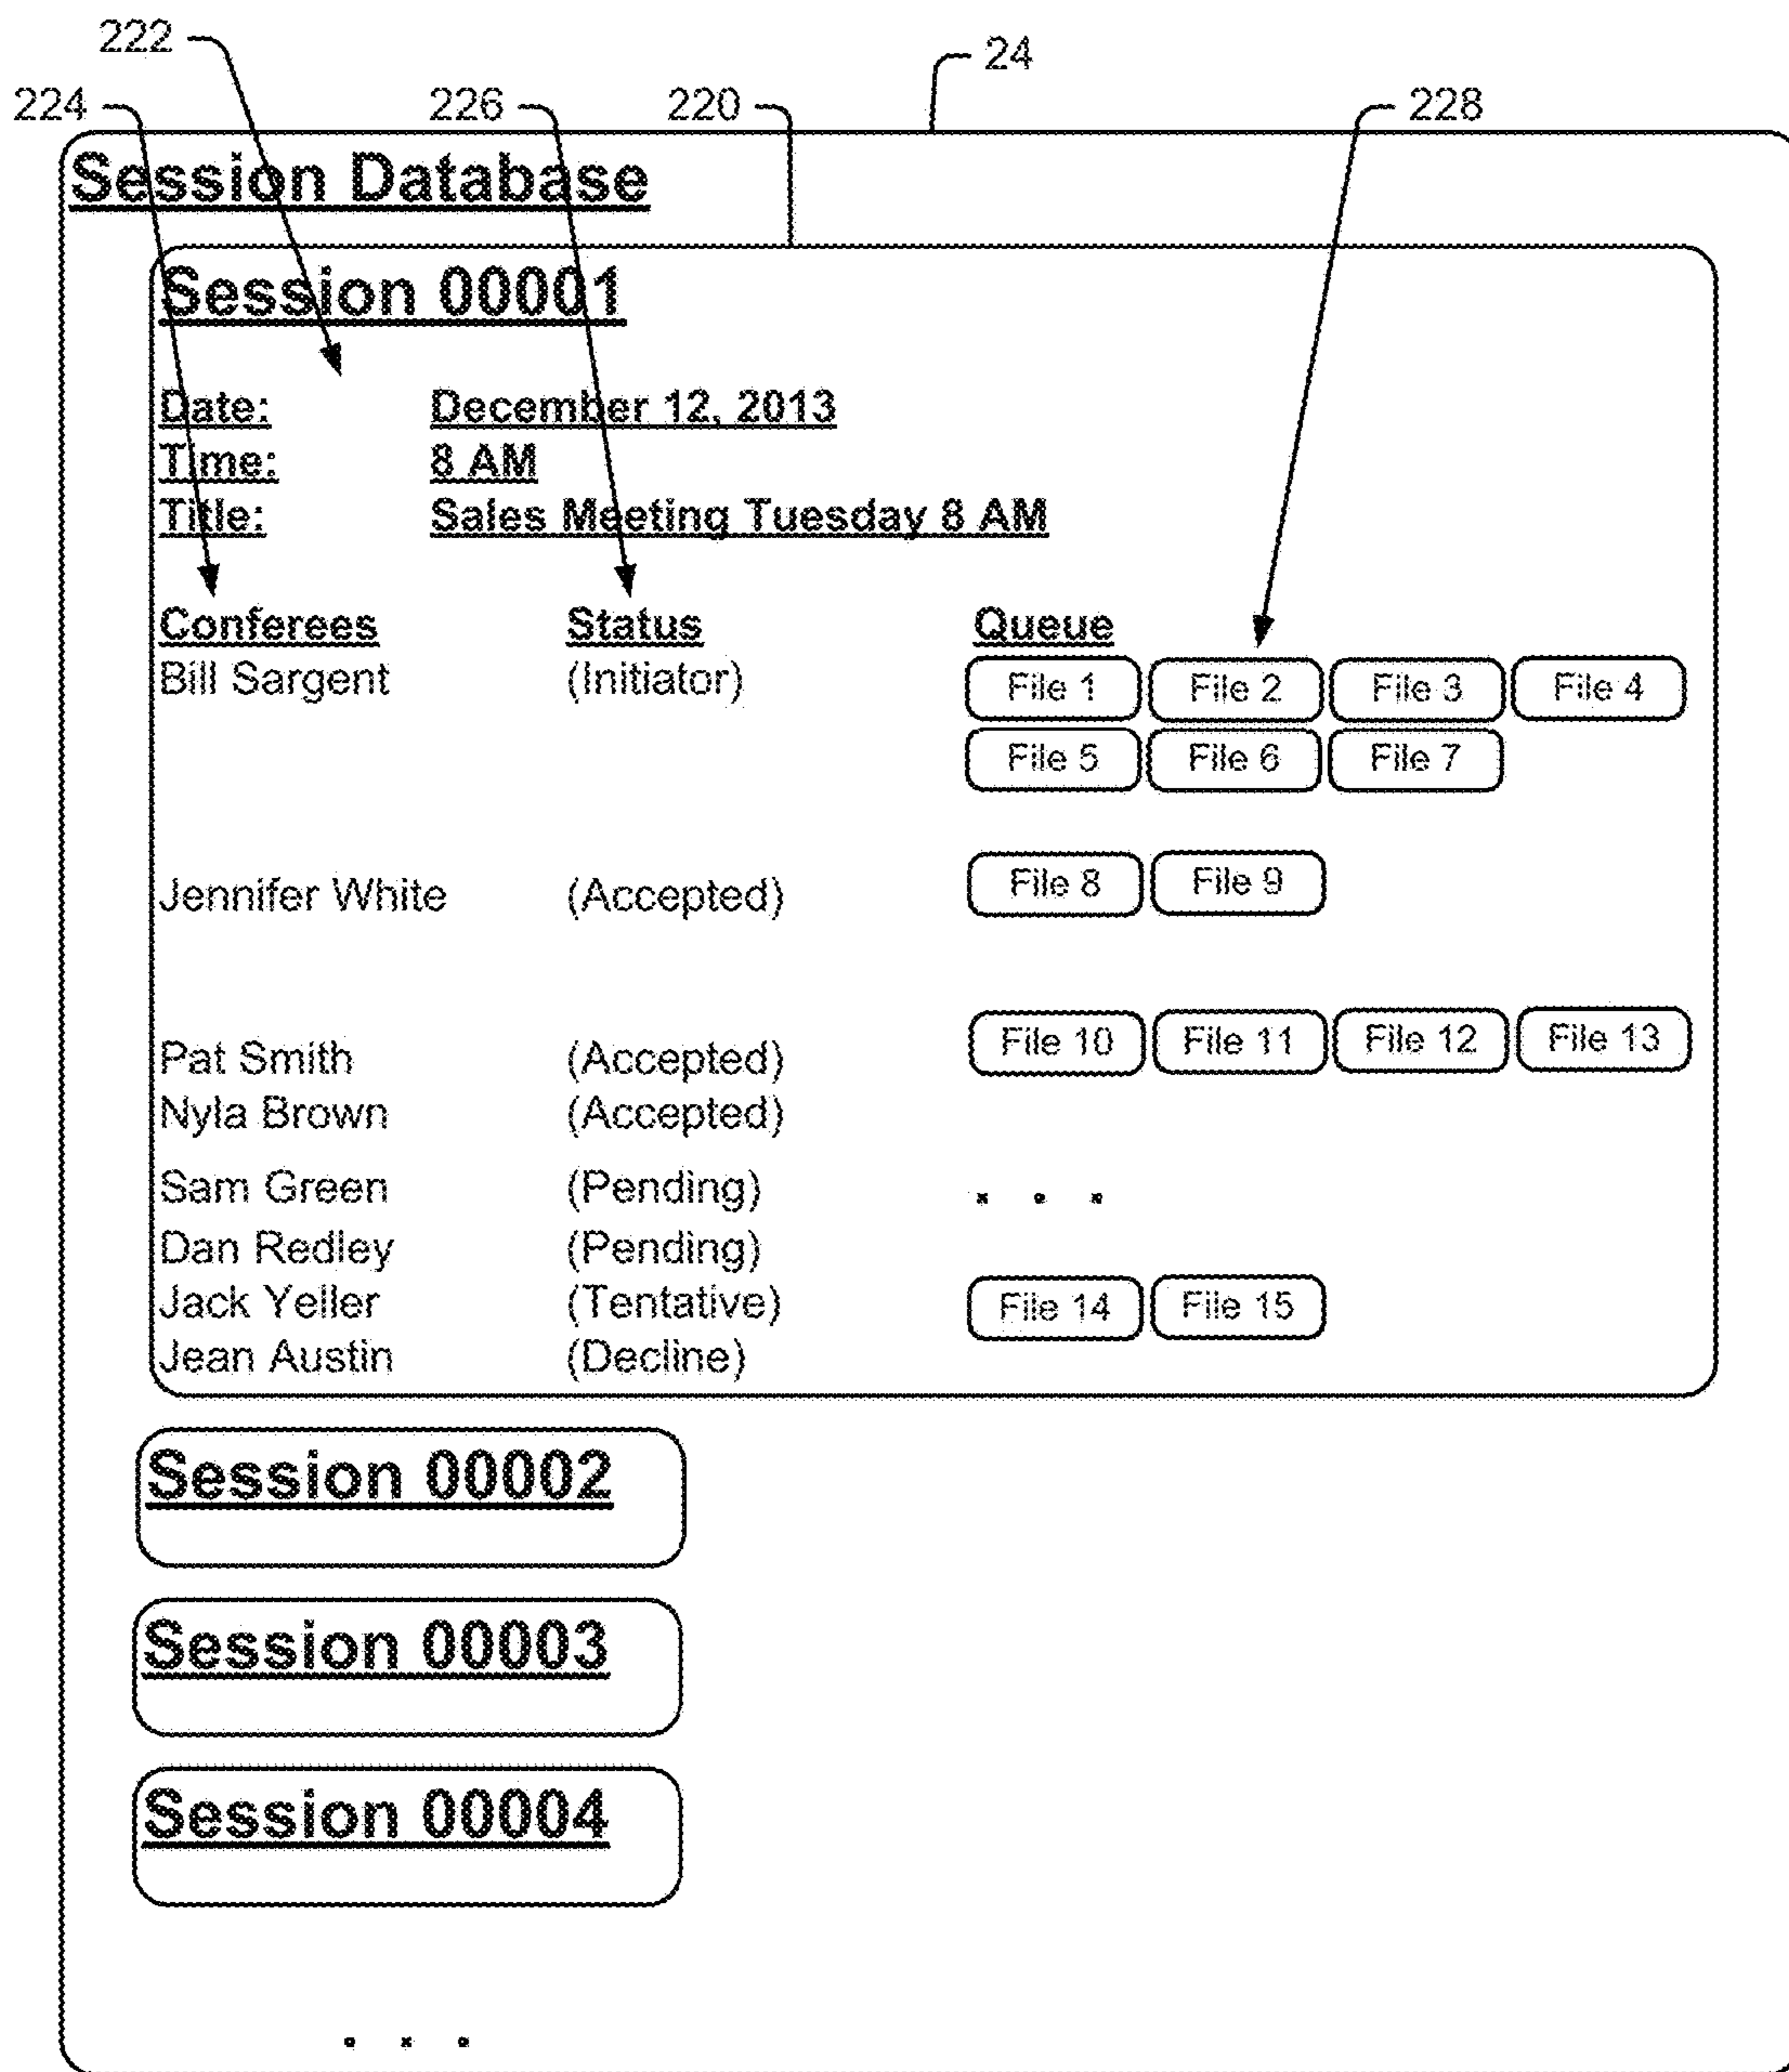 222
24
224
226
220
228
Session Database
Session 00001
Date: December 12, 2013
Time: 8 AM
Title: Sales Meeting Tuesday 8 AM
Conferees Status Queue
Bill Sargent (Initiator) File 1 File 2 File 3 File 4
File 5 File 6 File 7
Jennifer White (Accepted) File 8 File 9
Pat Smith (Accepted) File 10 File 11 File 12 File 13
Nyla Brown (Accepted)
Sam Green (Pending) . . .
Dan Redley (Pending)
Jack Yeller (Tentative) File 14 File 15
Jean Austin (Decline)
Session 00002
Session 00003
Session 00004
. . .